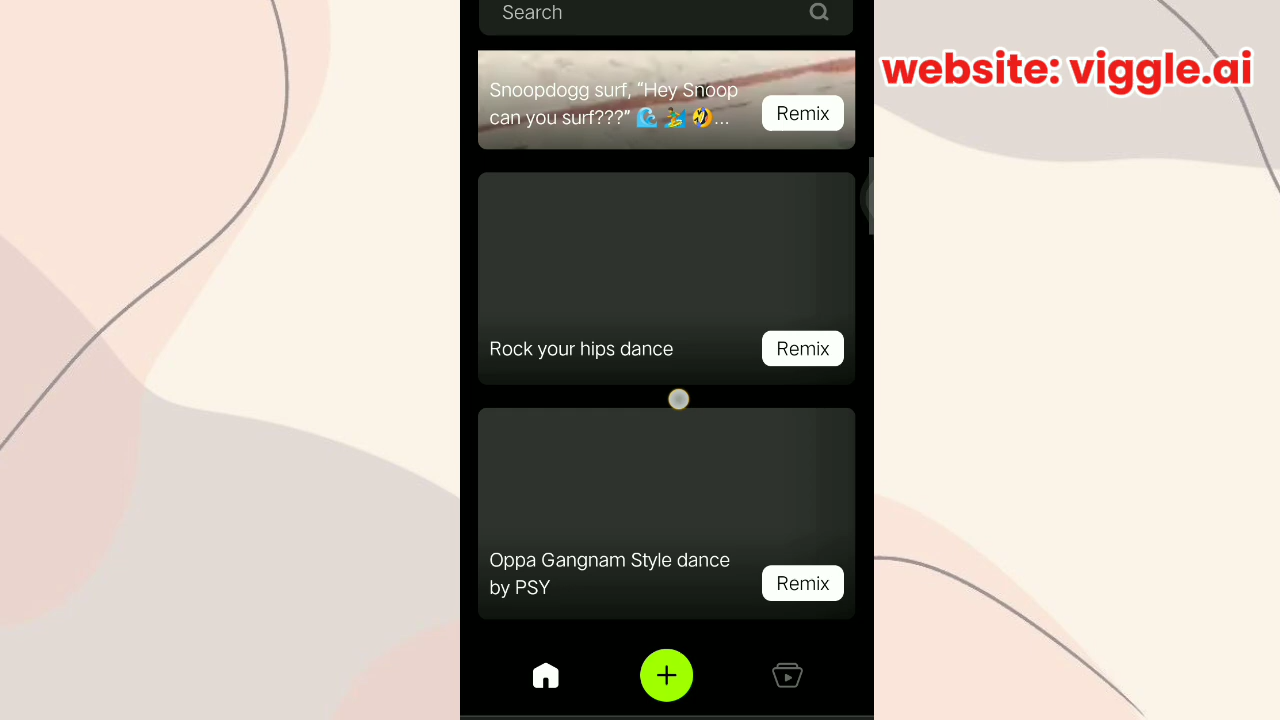 Search
website: viggle.ai
Snoopdogg surf, “Hey Snoop
can you surf???” 🌊 🏄 🤣...
Remix
Rock your hips dance
Remix
Oppa Gangnam Style dance
by PSY
Remix